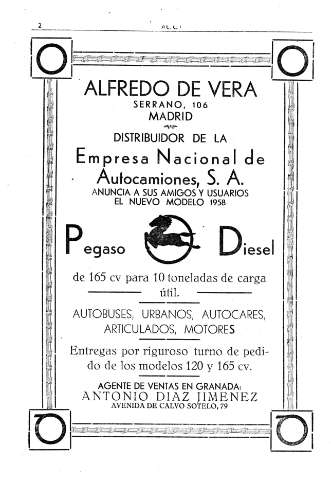 2
A B C
ALFREDO DE VERA
SERRANO, 106
MADRID
DISTRIBUIDOR DE LA
Empresa Nacional de
Autocamiones, S. A.
ANUNCIA A SUS AMIGOS Y USUARIOS
EL NUEVO MODELO 1958
Pegaso Diesel
de 165 cv para 10 toneladas de carga
útil.
AUTOBUSES, URBANOS, AUTOCARES,
ARTICULADOS, MOTORES
Entregas por riguroso turno de pedi-
do de los modelos 120 y 165 cv.
AGENTE DE VENTAS EN GRANADA:
ANTONIO DIAZ JIMENEZ
AVENIDA DE CALVO SOTELO, 79